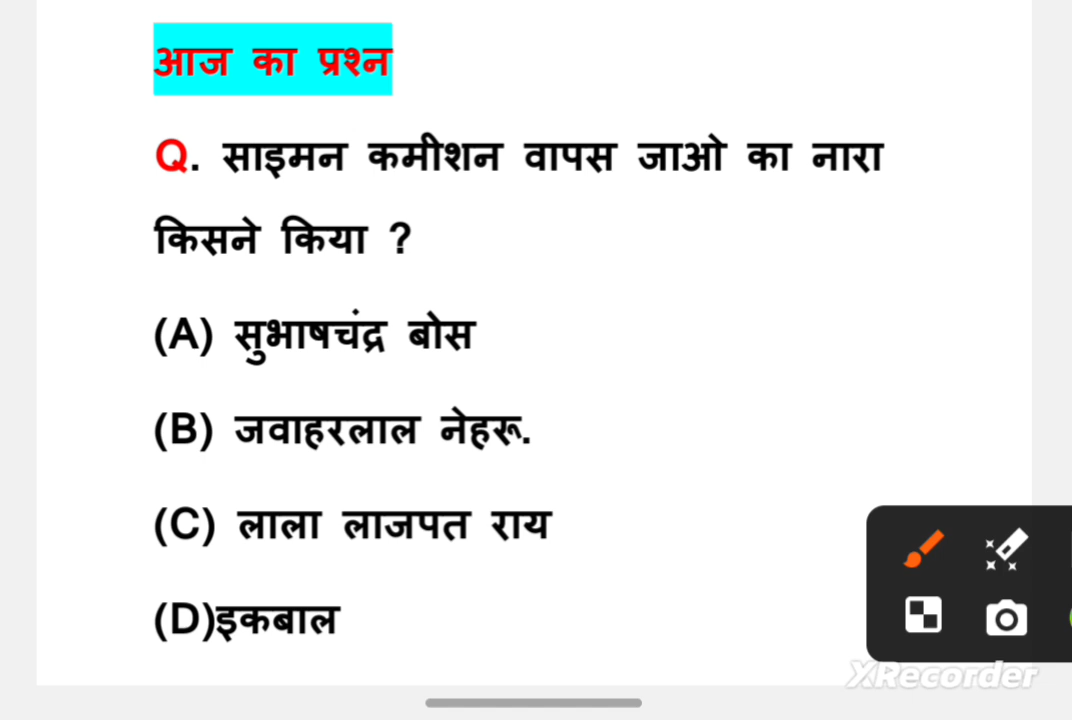 आज का प्रश्न
Q. साइमन कमीशन वापस जाओ का नारा
किसने किया ?
(A) सुभाषचंद्र बोस
(B) जवाहरलाल नेहरू.
(C) लाला लाजपत राय
(D)इकबाल
XRecorder